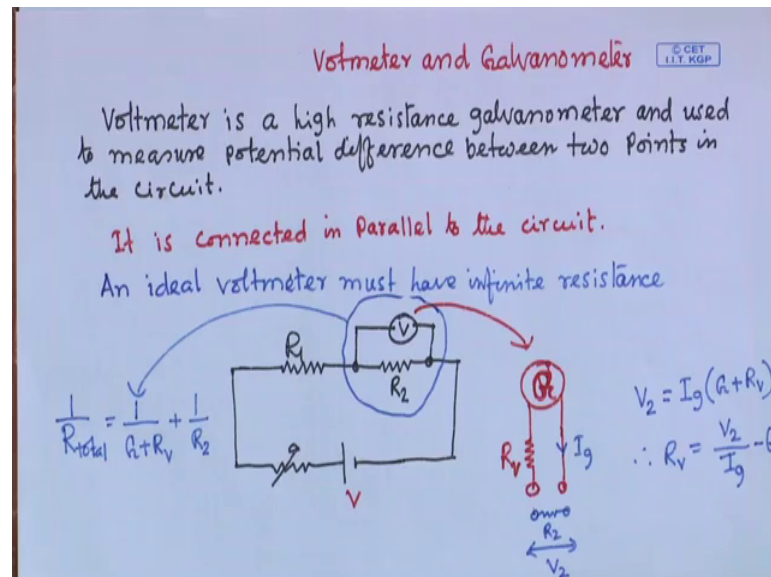 Votmeter and Galvanometer
© CET
I.I.T. KGP
Voltmeter is a high resistance galvanometer and used
to measure potential difference between two points in
the circuit.
It is connected in Parallel to the circuit.
An ideal voltmeter must have infinite resistance
V
R1
R2
1/Rtotal = 1/(G+Rv) + 1/R2
V
G
Rv
Ig
R2
V2
V2 = Ig(G+Rv)
∴ Rv = V2/Ig - G